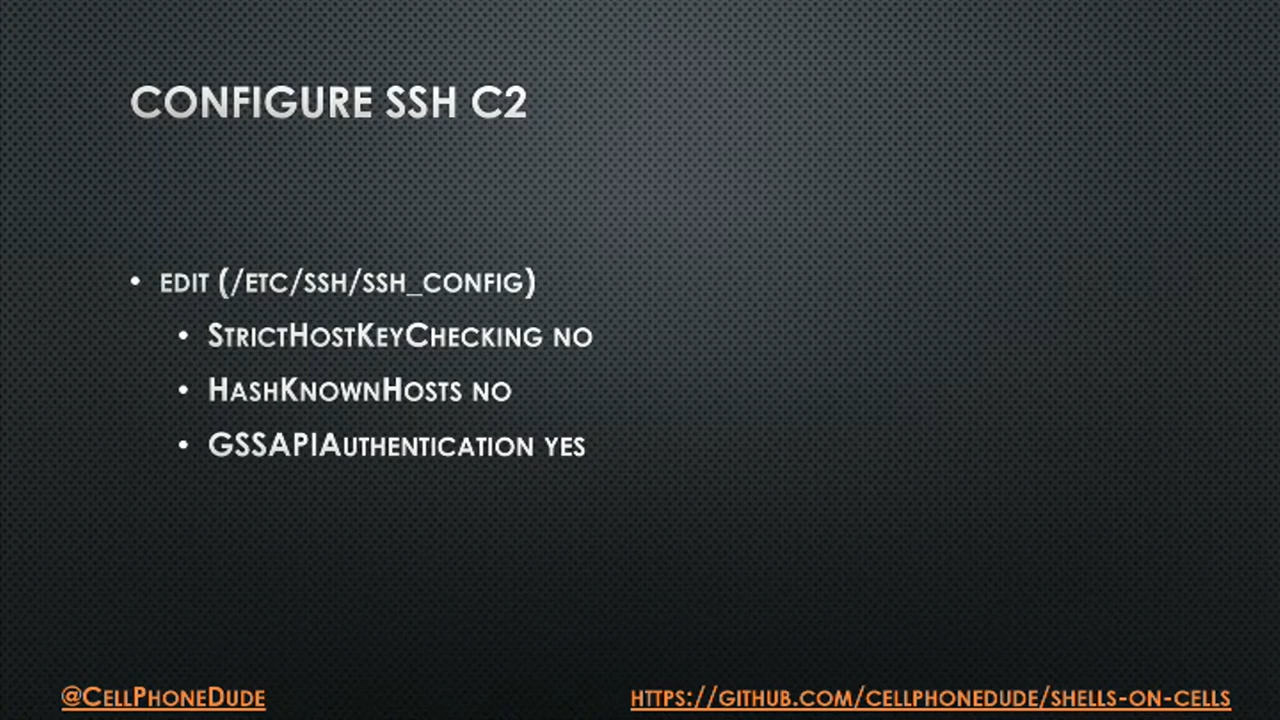 CONFIGURE SSH C2
• EDIT (/ETC/SSH/SSH_CONFIG)
• STRICTHOSTKEYCHECKING NO
• HASHKNOWNHOSTS NO
• GSSAPIAUTHENTICATION YES
@CELLPHONEDUDE
HTTPS://GITHUB.COM/CELLPHONEDUDE/SHELLS-ON-CELLS